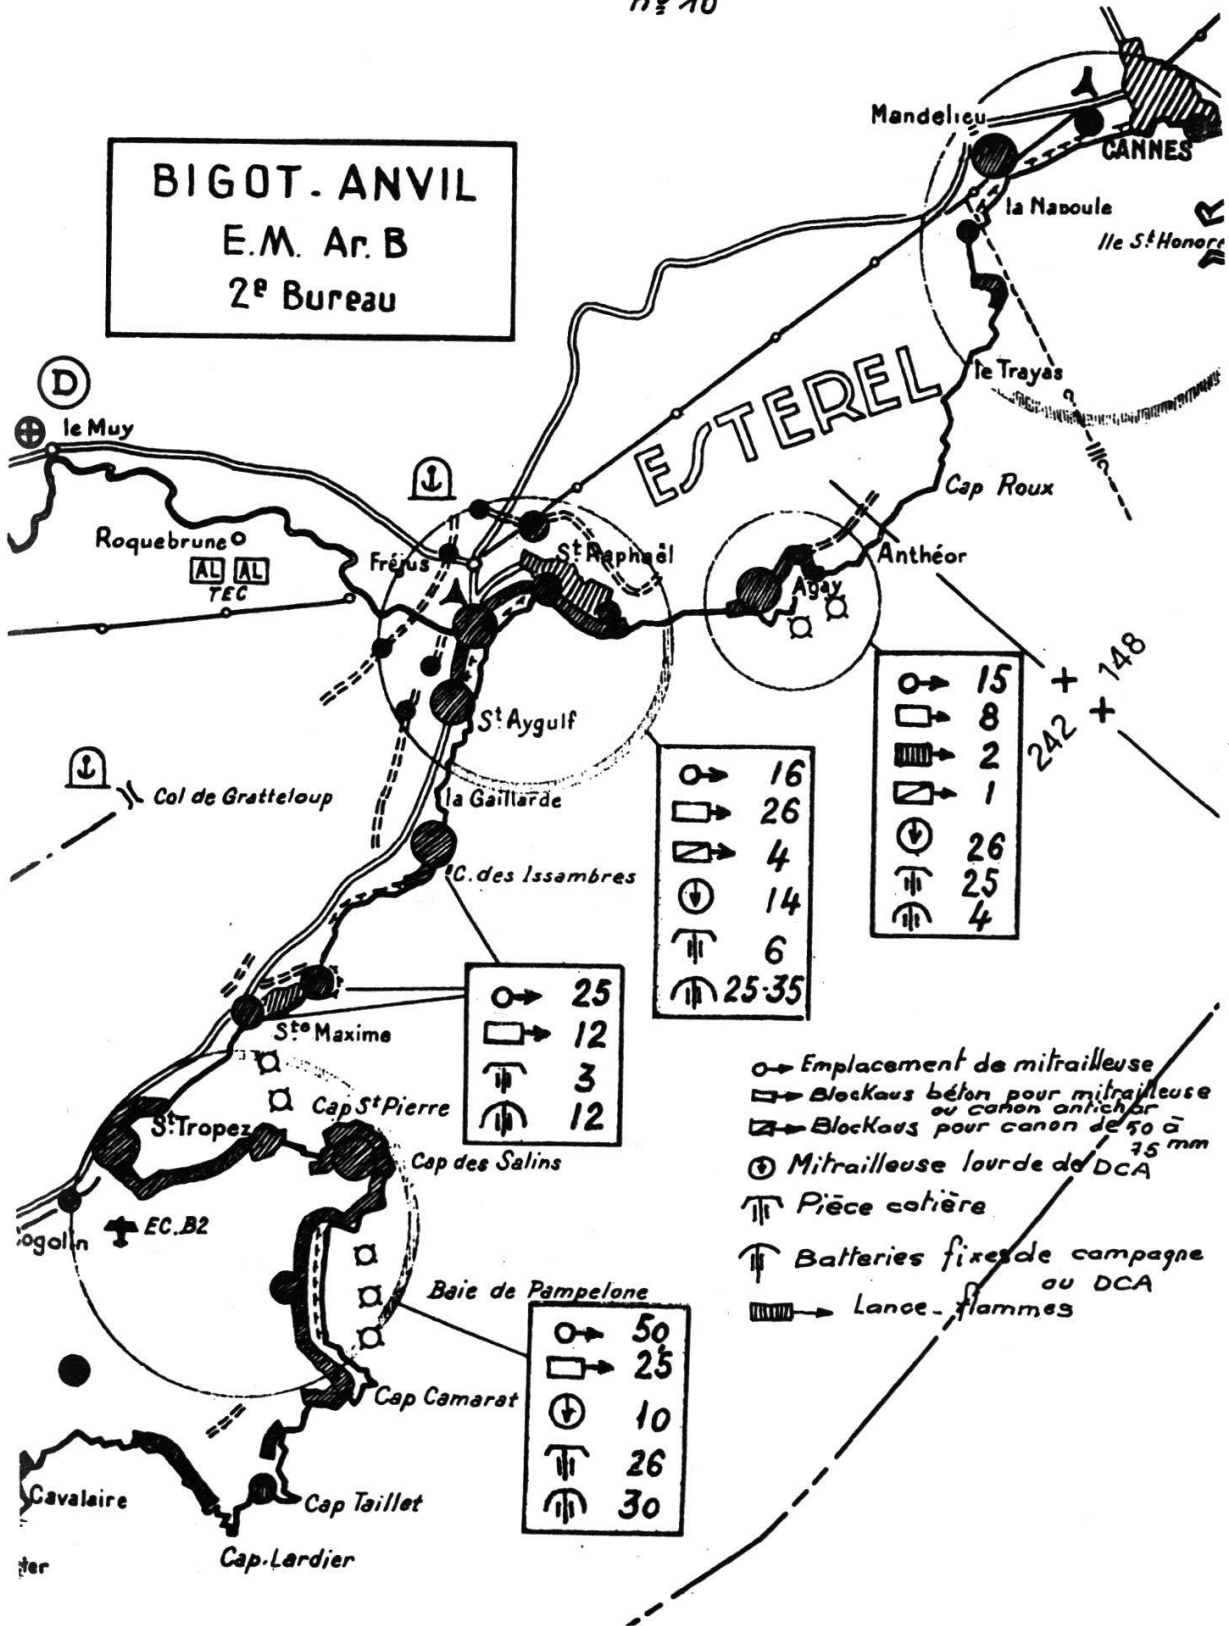 nº 10
BIGOT-ANVIL
E.M. Ar. B
2e Bureau
Mandelieu
CANNES
la Napoule
Ile St Honor
le Trayas
ESTEREL
D
le Muy
Cap Roux
Roquebrune
AL AL
TEC
Fréjus
St Raphaël
Anthéor
Agay
148
242
15
8
2
1
26
25
4
St Aygulf
16
26
4
14
6
25-35
Col de Gratteloup
la Gaillarde
C. des Issambres
25
12
3
12
Ste Maxime
St. Tropez
Cap St Pierre
Cap des Salins
ogolin
EC. B2
Baie de Pampelone
50
25
10
26
30
Cap Camarat
Cavalaire
Cap Taillet
Cap. Lardier
Emplacement de mitrailleuse
Blockaus béton pour mitrailleuse
ou canon antichar
Blockaus pour canon de 50 à
75 mm
Mitrailleuse lourde de DCA
Pièce cotière
Batteries fixes de campagne
ou DCA
Lance-flammes